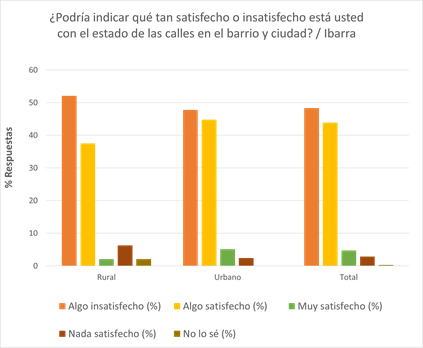 ¿Podría indicar qué tan satisfecho o insatisfecho está usted
con el estado de las calles en el barrio y ciudad? / Ibarra
60
50
40
30
20
10
0
% Respuestas
Rural Urbano Total
Algo insatisfecho (%) Algo satisfecho (%) Muy satisfecho (%)
Nada satisfecho (%) No lo sé (%)